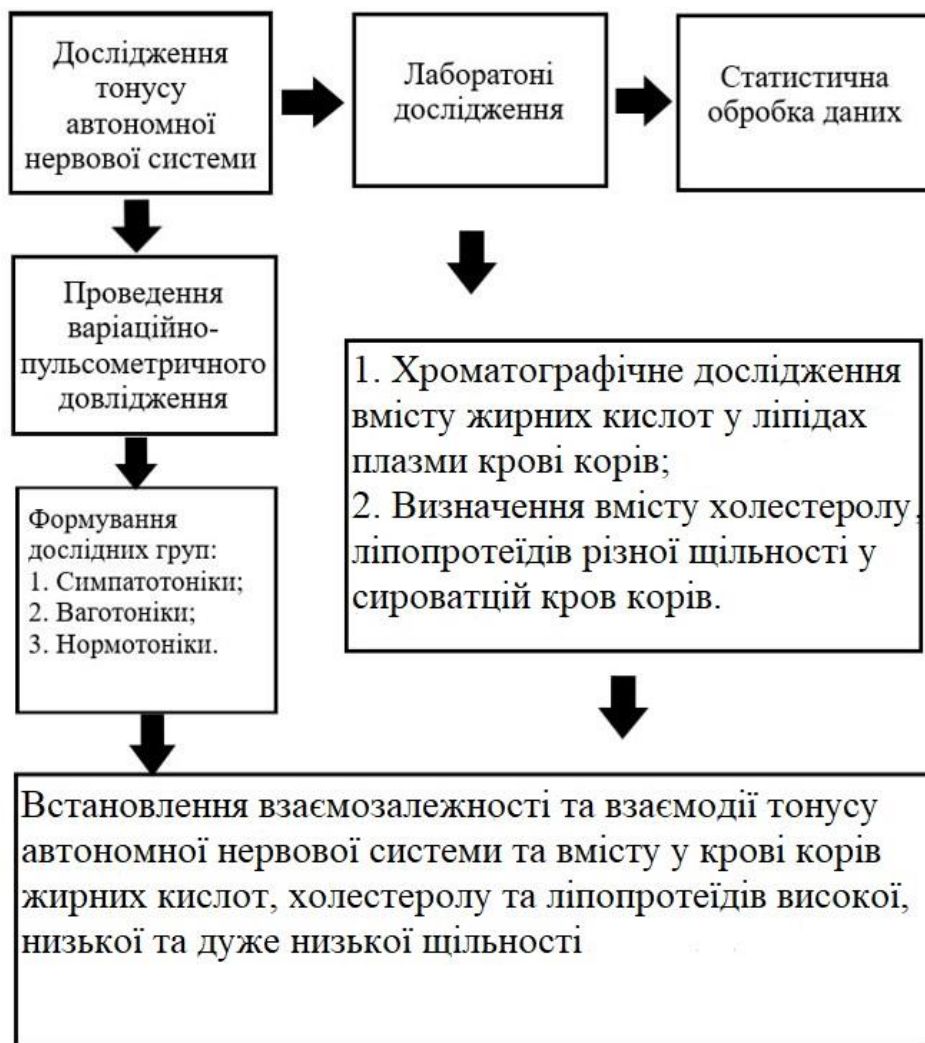 Дослідження
тонусу
автономної
нервової системи
Лаборатоні
дослідження
Статистична
обробка даних
Проведення
варіаційно-
пульсометричного
довлідження
Формування
дослідних груп:
1. Симпатотоніки;
2. Ваготоніки;
3. Нормотоніки.
1. Хроматографічне дослідження
вмісту жирних кислот у ліпідах
плазми крові корів;
2. Визначення вмісту холестеролу,
ліпопротеїдів різної щільності у
сироватцій кров корів.
Встановлення взаємозалежності та взаємодії тонусу
автономної нервової системи та вмісту у крові корів
жирних кислот, холестеролу та ліпопротеїдів високої,
низької та дуже низької щільності